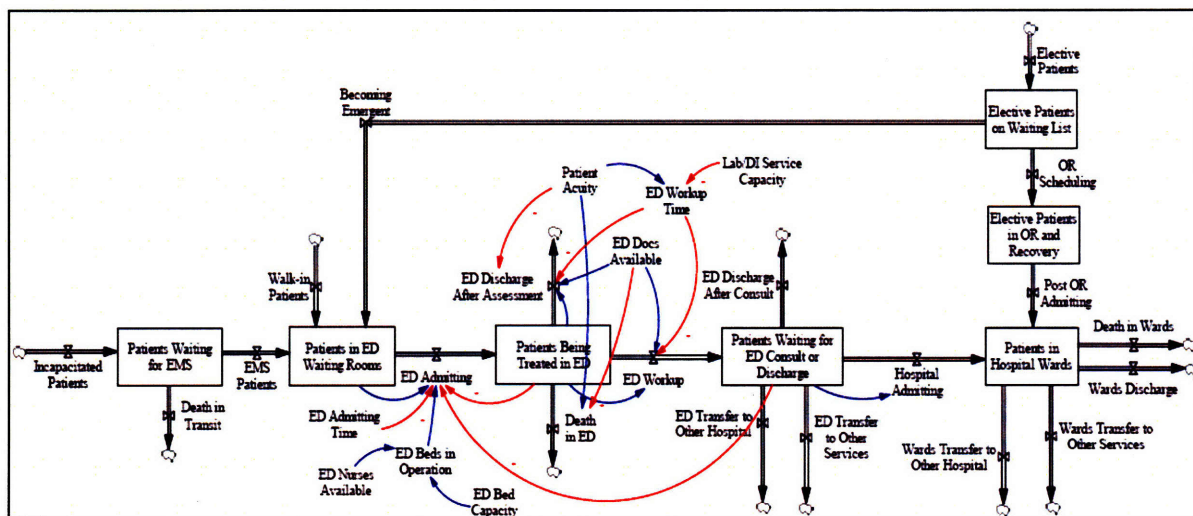 Elective
Patients
Becoming
Emergent
Elective Patients
on Waiting List
Patient
Acuity
Lab/DI Service
Capacity
OR
Scheduling
ED Workup
Time
Elective Patients
in OR and
Recovery
ED Docs
Available
Walk-in
Patients
ED Discharge
After Assessment
ED Discharge
After Consult
Post OR
Admitting
Incapacitated
Patients
Patients Waiting
for EMS
EMS
Patients
Patients in ED
Waiting Rooms
ED Admitting
Patients Being
Treated in ED
ED Workup
Patients Waiting for
ED Consult or
Discharge
Hospital
Admitting
Patients in
Hospital Wards
Death in Wards
Wards Discharge
Death in
Transit
ED Admitting
Time
Death
in ED
ED Transfer to
Other Hospital
ED Transfer
to Other
Services
Wards Transfer to
Other Hospital
Wards Transfer to
Other Services
ED Nurses
Available
ED Beds in
Operation
ED Bed
Capacity